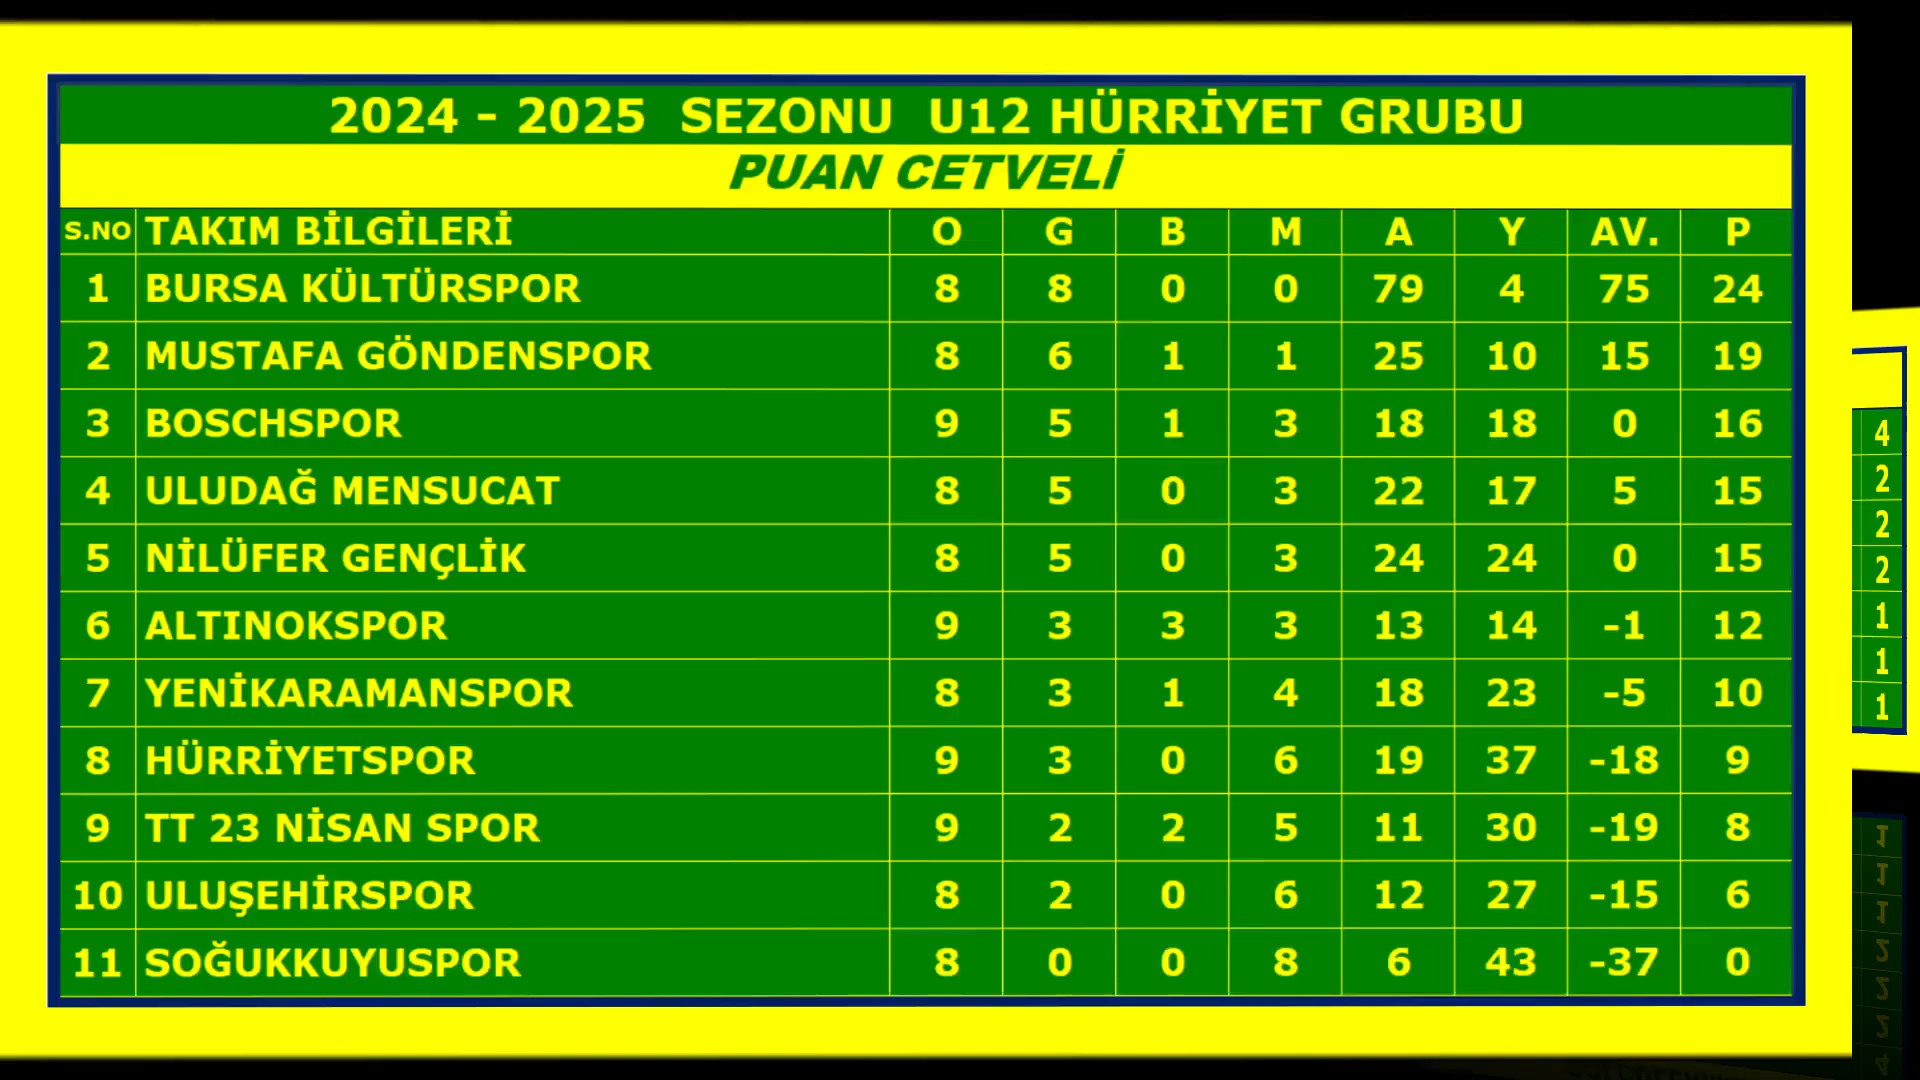 2024 - 2025 SEZONU U12 HÜRRİYET GRUBU
PUAN CETVELİ
S.NO TAKIM BİLGİLERİ O G B M A Y AV. P
1 BURSA KÜLTÜRSPOR 8 8 0 0 79 4 75 24
2 MUSTAFA GÖNDENSPOR 8 6 1 1 25 10 15 19
3 BOSCHSPOR 9 5 1 3 18 18 0 16
4 ULUDAĞ MENSUCAT 8 5 0 3 22 17 5 15
5 NİLÜFER GENÇLİK 8 5 0 3 24 24 0 15
6 ALTINOKSPOR 9 3 3 3 13 14 -1 12
7 YENİKARAMANSPOR 8 3 1 4 18 23 -5 10
8 HÜRRİYETSPOR 9 3 0 6 19 37 -18 9
9 TT 23 NİSAN SPOR 9 2 2 5 11 30 -19 8
10 ULUŞEHİRSPOR 8 2 0 6 12 27 -15 6
11 SOĞUKKUYUSPOR 8 0 0 8 6 43 -37 0
4
2
2
2
1
1
1